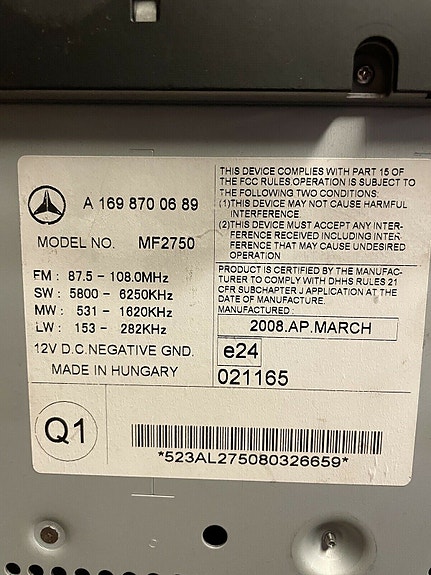 A 169 870 06 89
MODEL NO. MF2750
FM : 87.5 - 108.0MHz
SW : 5800 - 6250KHz
MW : 531 - 1620KHz
LW : 153 - 282KHz
12V D.C.NEGATIVE GND.
MADE IN HUNGARY
THIS DEVICE COMPLIES WITH PART 15 OF
THE FCC RULES.OPERATION IS SUBJECT TO
THE FOLLOWING TWO CONDITIONS:
(1)THIS DEVICE MAY NOT CAUSE HARMFUL
INTERFERENCE.
(2)THIS DEVICE MUST ACCEPT ANY INTER-
FERENCE RECEIVED INCLUDING INTER-
FERENCE THAT MAY CAUSE UNDESIRED
OPERATION
PRODUCT IS CERTIFIED BY THE MANUFAC-
TURER TO COMPLY WITH DHHS RULES 21
CFR SUBCHAPTER J APPLICATION AT THE
DATE OF MANUFACTURE.
MANUFACTURED :
2008.AP.MARCH
e24
021165
Q1
*523AL275080326659*